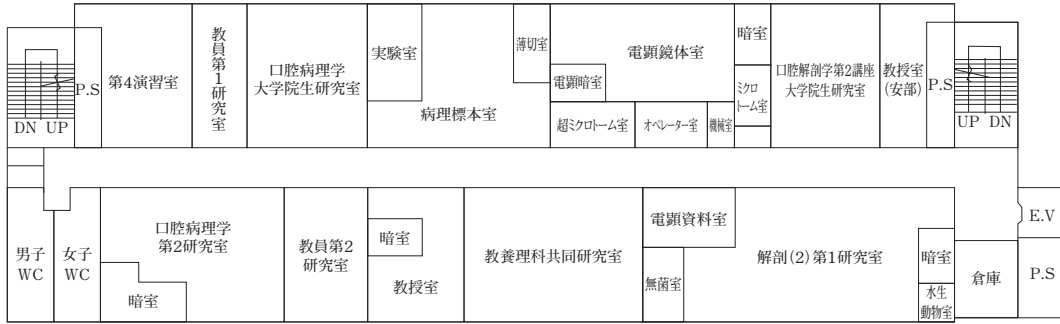 P.S
DN UP
第4演習室
教員第1研究室
口腔病理学
大学院生研究室
実験室
病理標本室
薄切室
電顕鏡体室
電顕暗室
超ミクロトーム室
オペレーター室
機械室
暗室
ミクロ
トーム室
口腔解剖学第2講座
大学院生研究室
教授室
(安部)
P.S
UP DN
男子
WC
女子
WC
口腔病理学
第2研究室
暗室
教員第2
研究室
暗室
教授室
教養理科共同研究室
電顕資料室
無菌室
解剖(2)第1研究室
暗室
水生
動物室
倉庫
E.V
P.S